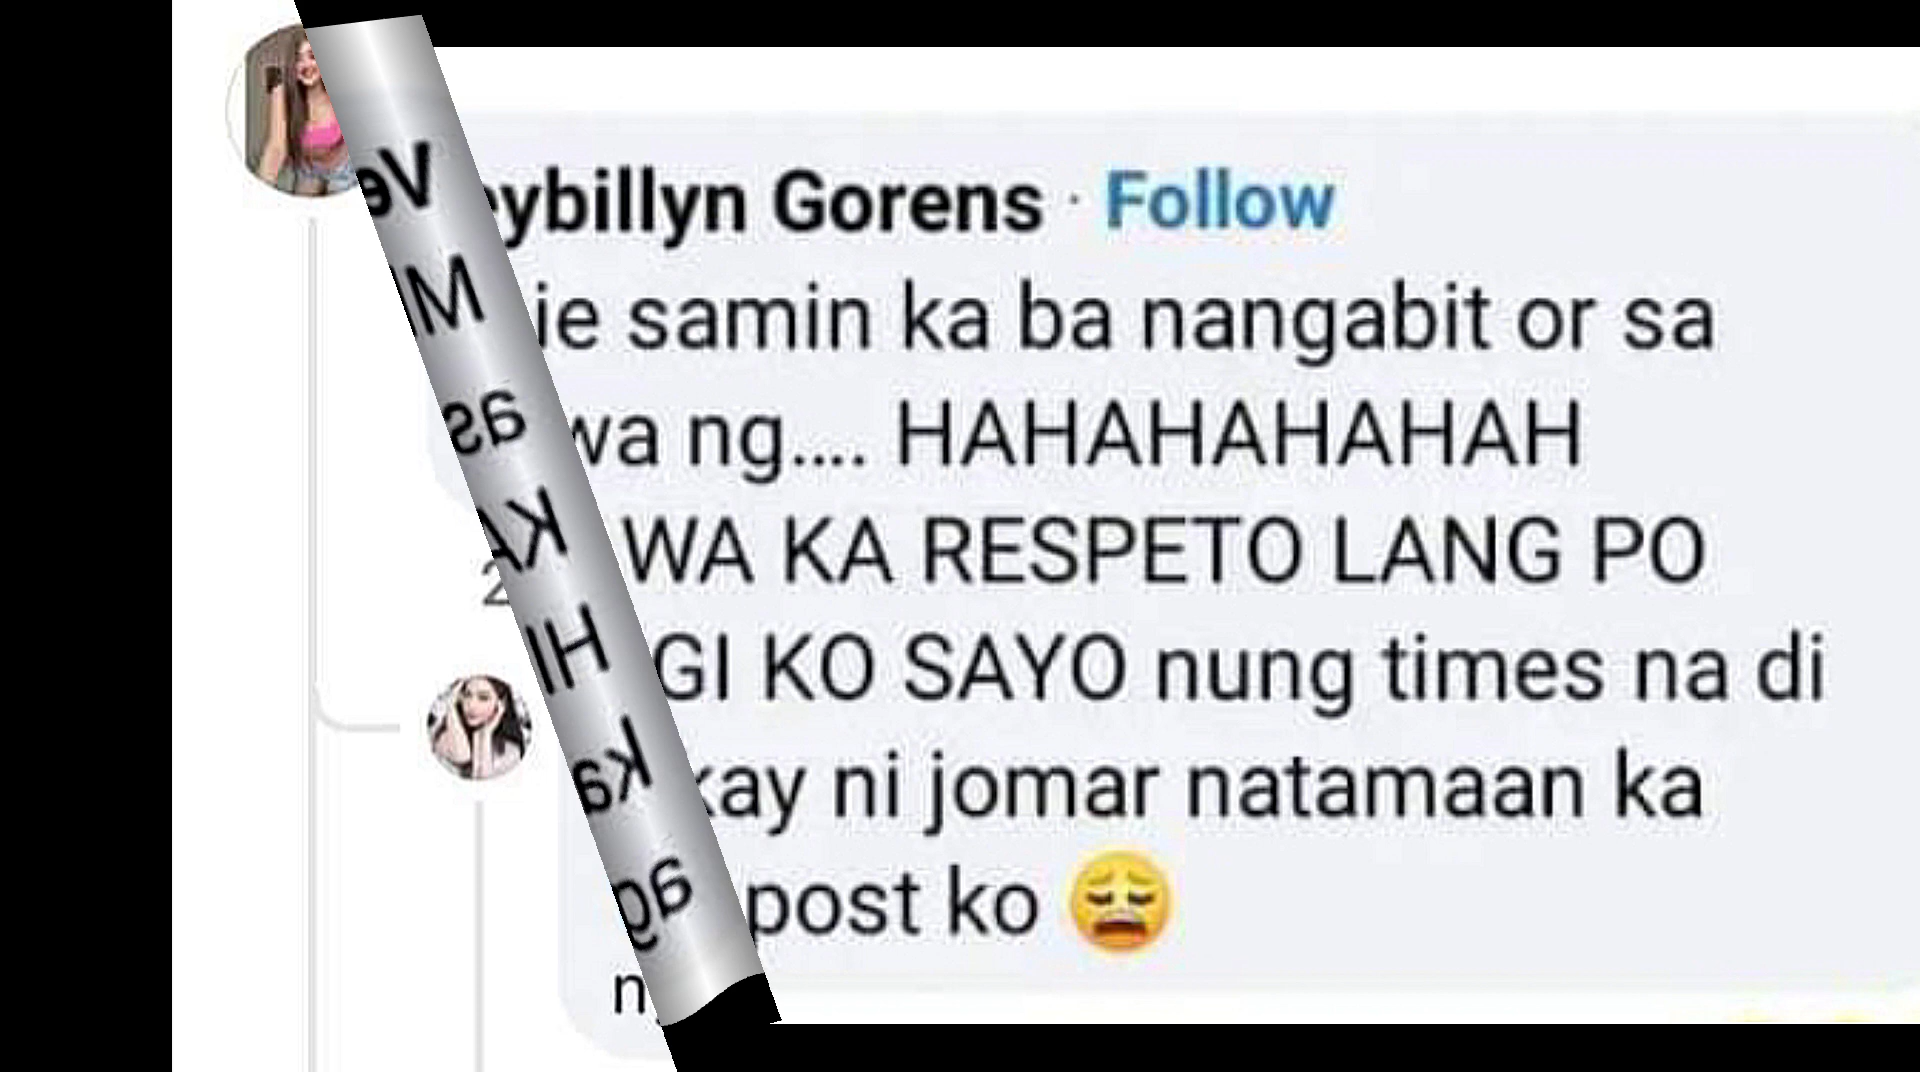 eybillyn Gorens · Follow
ie samin ka ba nangabit or sa
wa ng.... HAHAHAHAHAH
WA KA RESPETO LANG PO
GI KO SAYO nung times na di
kay ni jomar natamaan ka
post ko